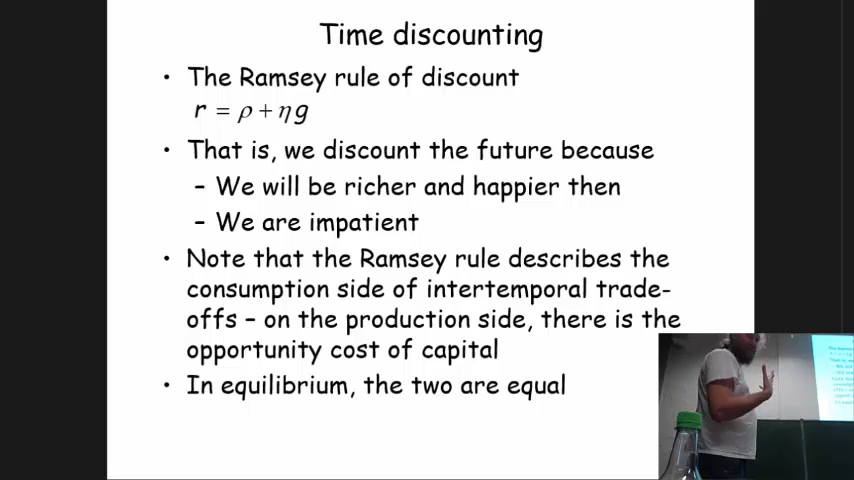 Time discounting
• The Ramsey rule of discount
r = ρ + ηg
• That is, we discount the future because
– We will be richer and happier then
– We are impatient
• Note that the Ramsey rule describes the
consumption side of intertemporal trade-
offs – on the production side, there is the
opportunity cost of capital
• In equilibrium, the two are equal